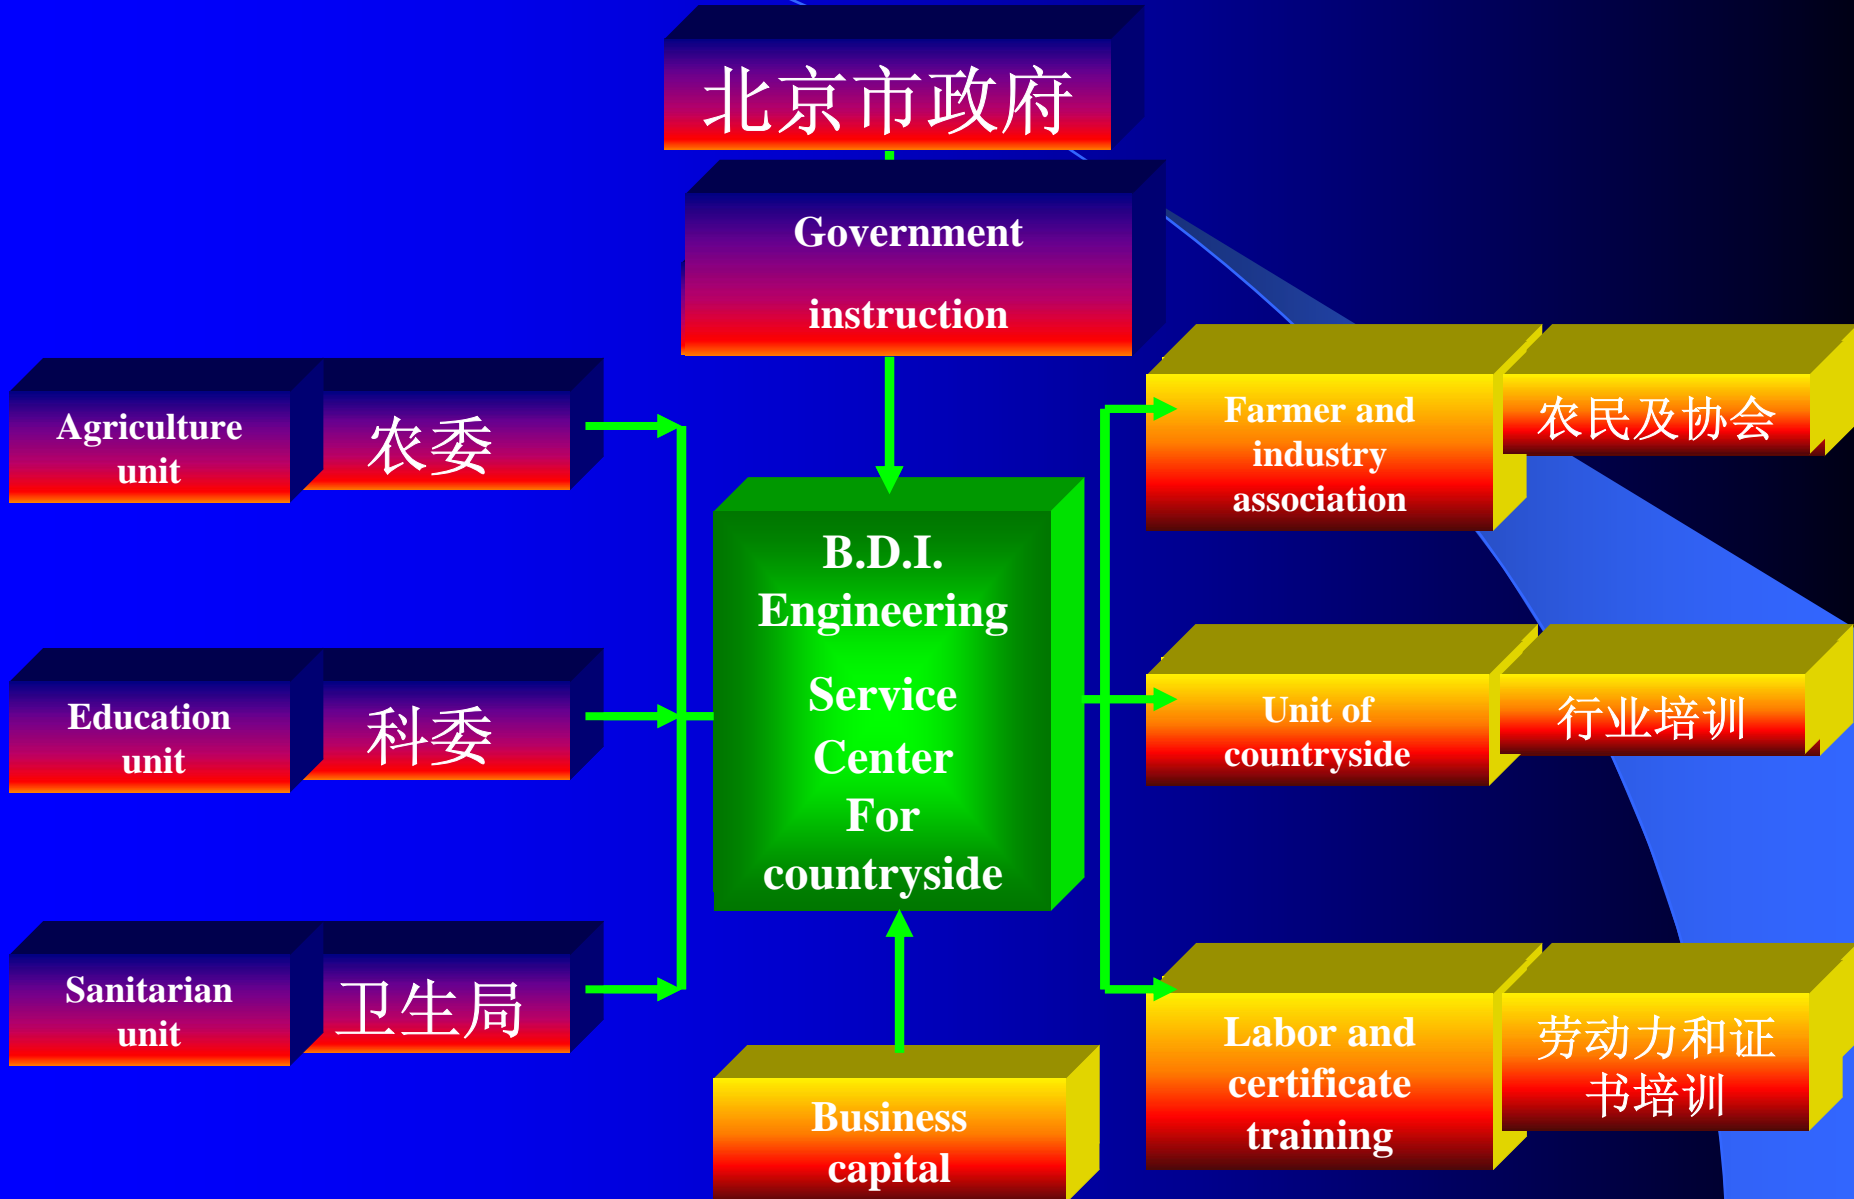 北京市政府
Government
instruction
Agriculture
unit
农委
Education
unit
科委
Sanitarian
unit
卫生局
B.D.I.
Engineering
Service
Center
For
countryside
Business
capital
Farmer and
industry
association
农民及协会
Unit of
countryside
行业培训
Labor and
certificate
training
劳动力和证
书培训